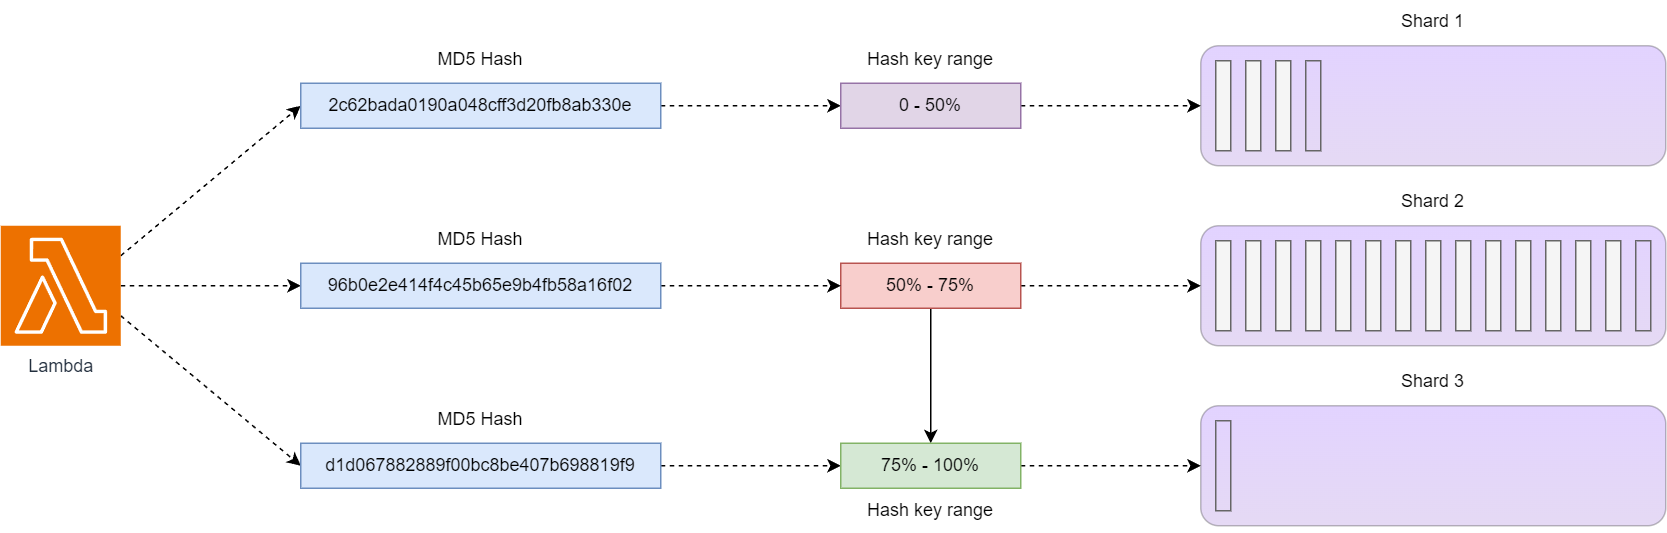 Shard 1
MD5 Hash
Hash key range
2c62bada0190a048cff3d20fb8ab330e
0 - 50%
Shard 2
MD5 Hash
Hash key range
96b0e2e414f4c45b65e9b4fb58a16f02
50% - 75%
Lambda
Shard 3
MD5 Hash
d1d067882889f00bc8be407b698819f9
75% - 100%
Hash key range